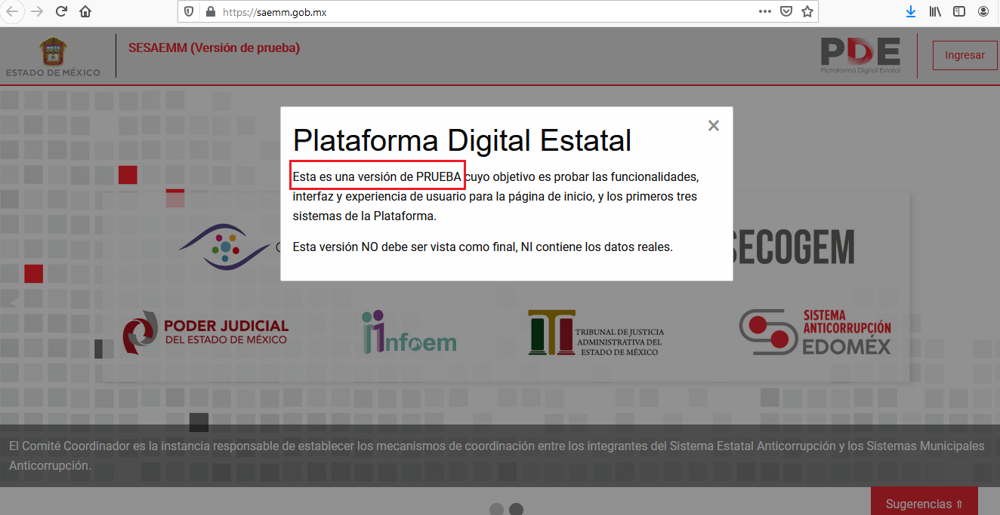 https://saemm.gob.mx
ESTADO DE MÉXICO
SESAEMM (Versión de prueba)
PDE
Plataforma Digital Estatal
Ingresar
Plataforma Digital Estatal
Esta es una versión de PRUEBA cuyo objetivo es probar las funcionalidades,
interfaz y experiencia de usuario para la página de inicio, y los primeros tres
sistemas de la Plataforma.
Esta versión NO debe ser vista como final, NI contiene los datos reales.
SECOGEM
PODER JUDICIAL
DEL ESTADO DE MÉXICO
infoem
TRIBUNAL DE JUSTICIA
ADMINISTRATIVA DEL
ESTADO DE MÉXICO
SISTEMA
ANTICORRUPCIÓN
EDOMÉX
El Comité Coordinador es la instancia responsable de establecer los mecanismos de coordinación entre los integrantes del Sistema Estatal Anticorrupción y los Sistemas Municipales
Anticorrupción.
Sugerencias ⇑